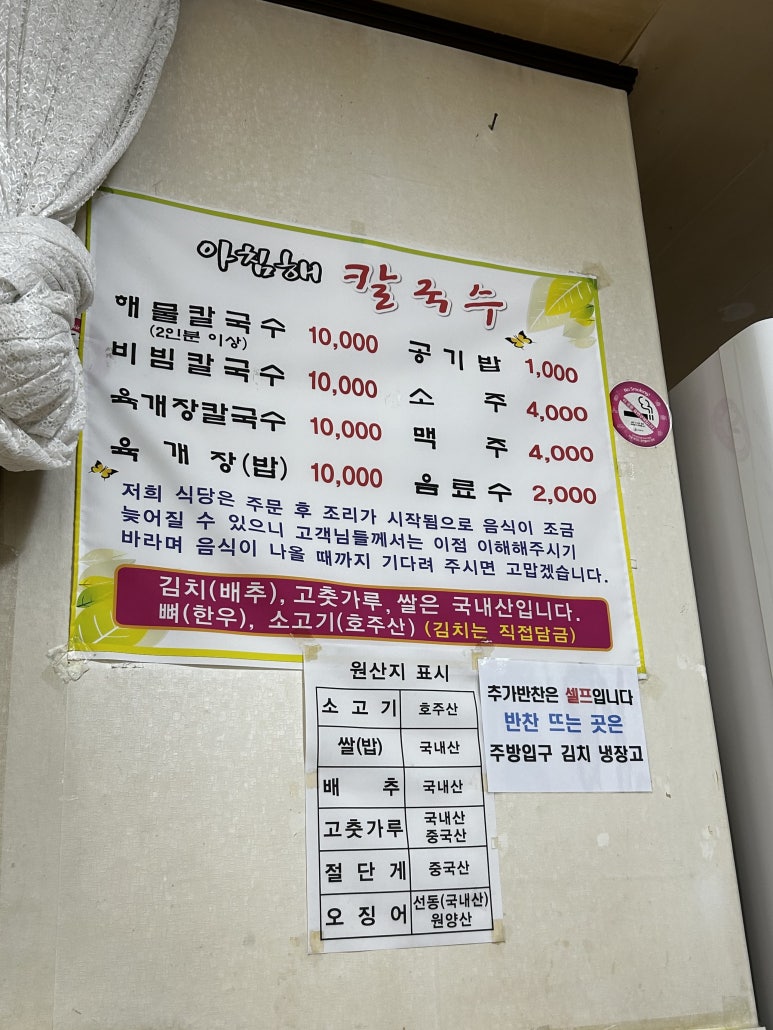 아침해 칼국수
해물칼국수 10,000
(2인분 이상)
비빔칼국수 10,000
육개장칼국수 10,000
육개장(밥) 10,000
공기밥 1,000
소주 4,000
맥주 4,000
음료수 2,000
저희 식당은 주문 후 조리가 시작됨으로 음식이 조금
늦어질 수 있으니 고객님들께서는 이점 이해해주시기
바라며 음식이 나올 때까지 기다려 주시면 고맙겠습니다.
김치(배추), 고춧가루, 쌀은 국내산입니다.
뼈(한우), 소고기(호주산) (김치는 직접담금)
No Smoking
원산지 표시
소고기 호주산
쌀(밥) 국내산
배추 국내산
고춧가루 국내산
중국산
절단게 중국산
오징어 선동(국내산)
원양산
추가반찬은 셀프입니다
반찬 뜨는 곳은
주방입구 김치 냉장고